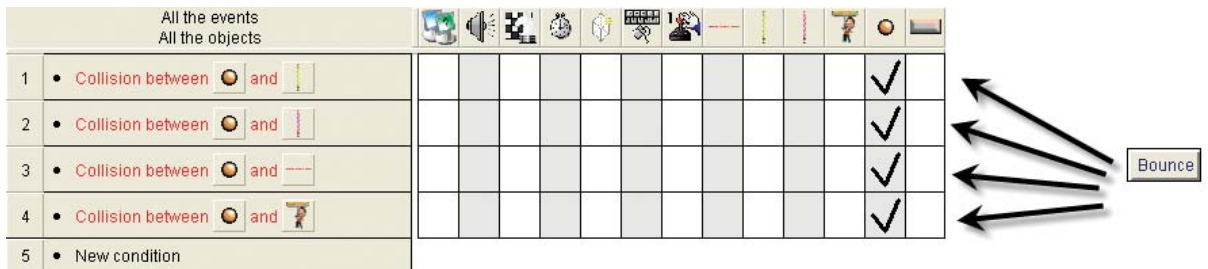 All the events
All the objects
1 • Collision between and
2 • Collision between and
3 • Collision between and
4 • Collision between and
5 • New condition
Bounce